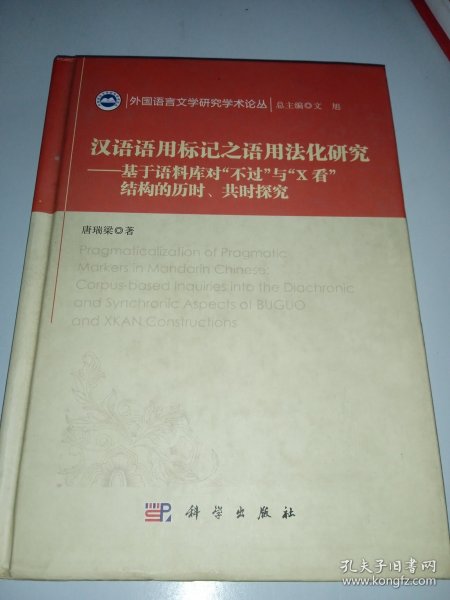 外国语言文学研究学术论丛 总主编◎文 旭
汉语语用标记之语用法化研究
——基于语料库对“不过”与“X看”
结构的历时、共时探究
唐瑞梁◎著
Pragmaticalization of Pragmatic
Markers in Mandarin Chinese:
Corpus-based Inquiries into the Diachronic
and Synchronic Aspects of BUGUO
and XKAN Constructions
科学出版社
孔夫子旧书网
www.kongfz.com